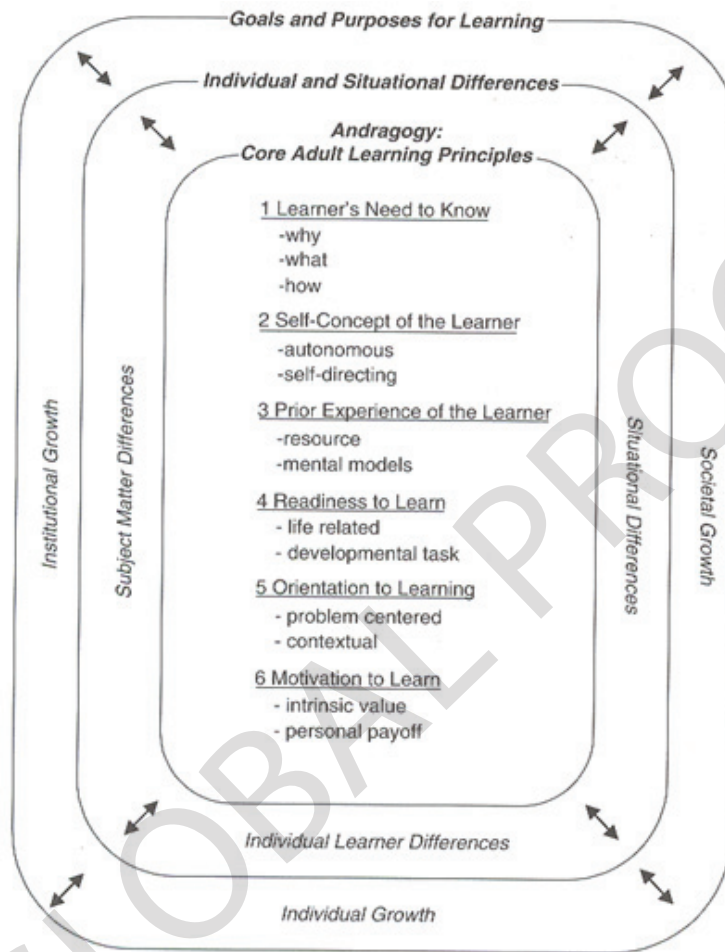 Goals and Purposes for Learning
Individual and Situational Differences
Andragogy:
Core Adult Learning Principles
1 Learner's Need to Know
-why
-what
-how
2 Self-Concept of the Learner
-autonomous
-self-directing
3 Prior Experience of the Learner
-resource
-mental models
4 Readiness to Learn
- life related
- developmental task
5 Orientation to Learning
- problem centered
- contextual
6 Motivation to Learn
- intrinsic value
- personal payoff
Institutional Growth
Subject Matter Differences
Situational Differences
Societal Growth
Individual Learner Differences
Individual Growth